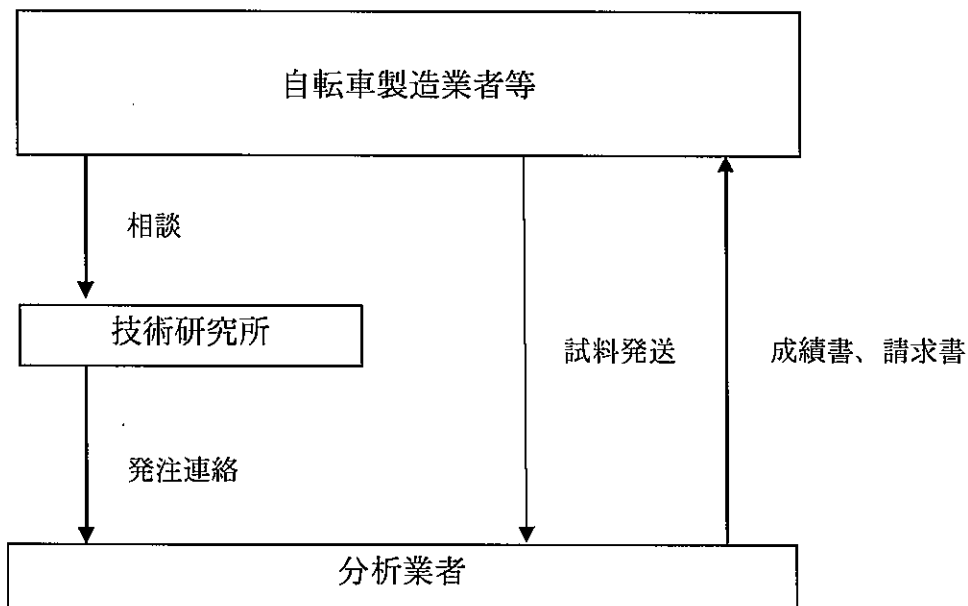 自転車製造業者等
相談
技術研究所
試料発送
成績書、請求書
発注連絡
分析業者